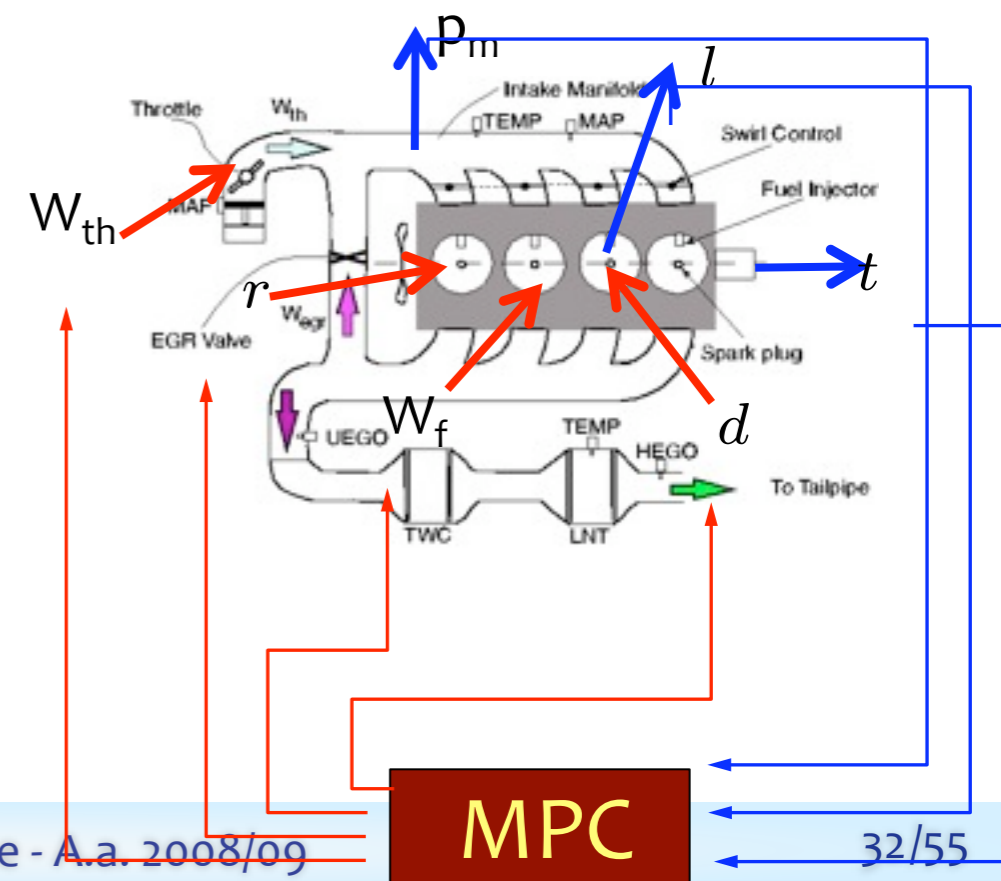 p_m
l
Intake Manifold
W_th
Throttle
TEMP
MAP
Swirl Control
Fuel Injector
W_th
MAF
r
t
W_egr
EGR Valve
Spark plug
W_f
d
UEGO
TEMP
HEGO
To Tailpipe
TWC
LNT
MPC
e - A.a. 2008/09
32/55